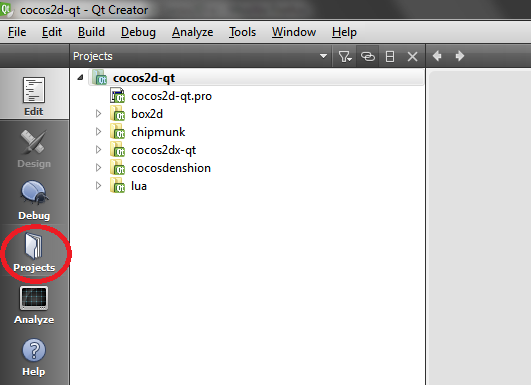 cocos2d-qt - Qt Creator
File Edit Build Debug Analyze Tools Window Help
Projects
Edit
Design
Debug
Projects
Analyze
Help
cocos2d-qt
cocos2d-qt.pro
box2d
chipmunk
cocos2dx-qt
cocosdenshion
lua